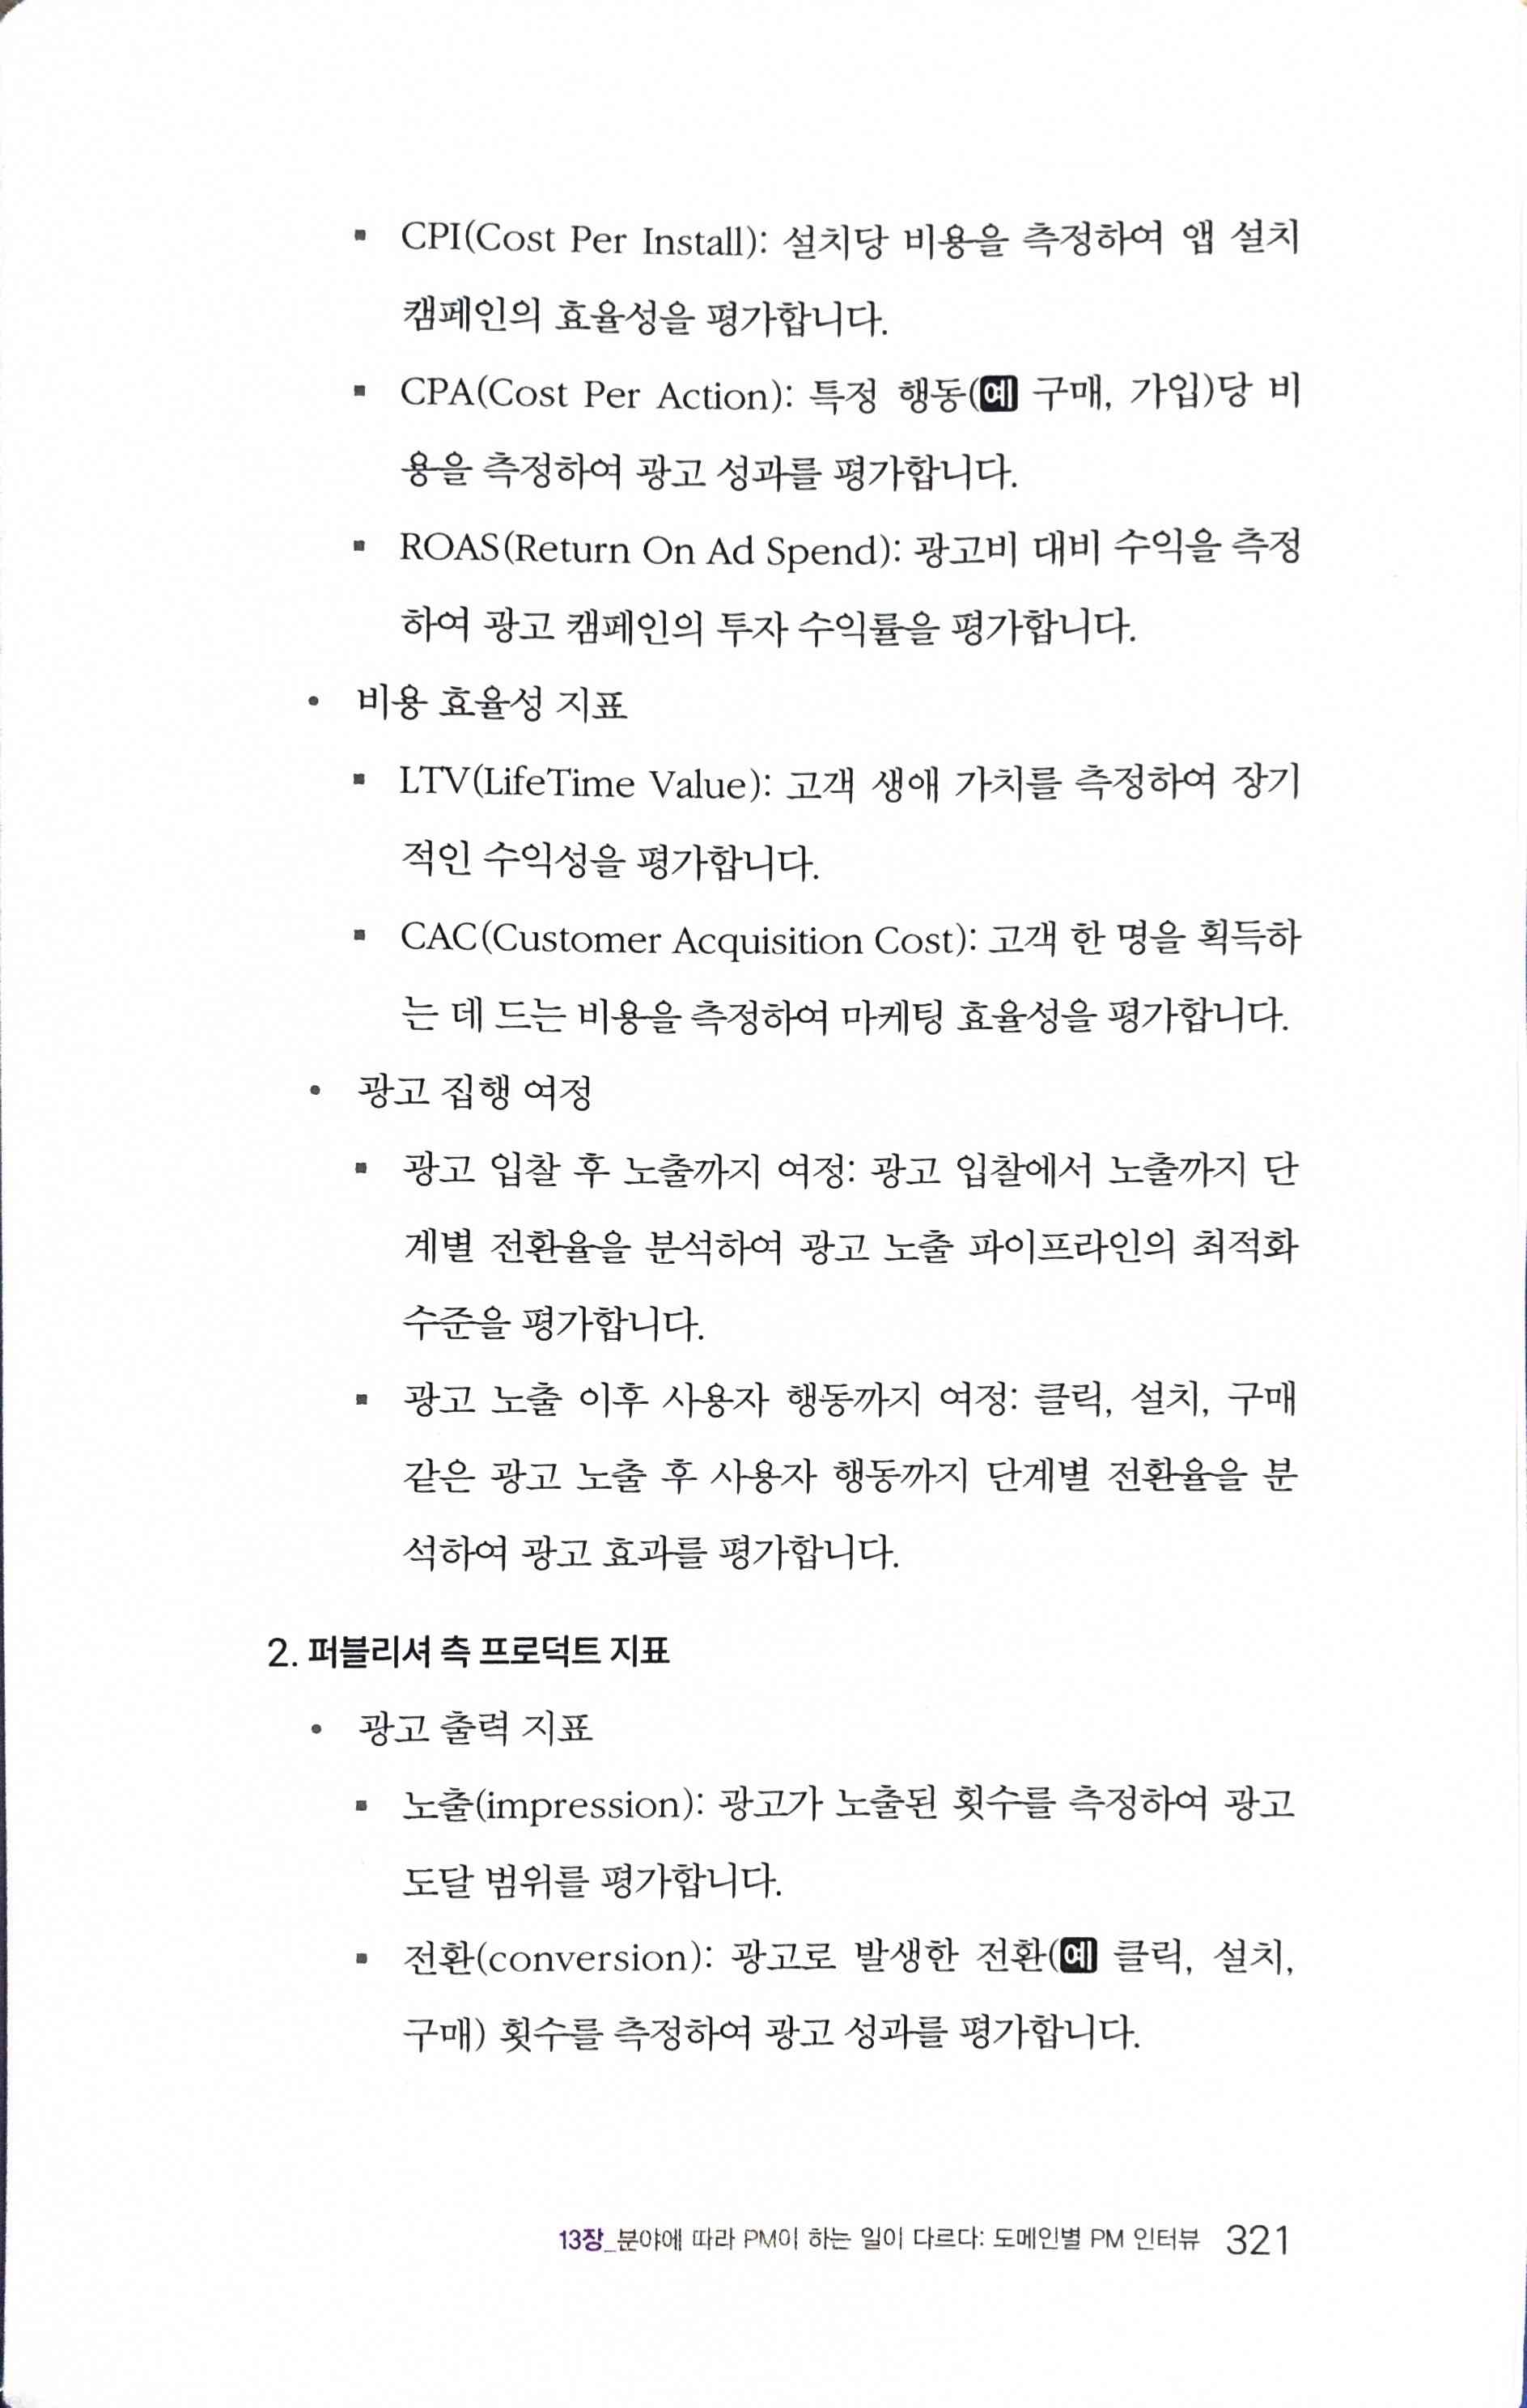 ▪ CPI(Cost Per Install): 설치당 비용을 측정하여 앱 설치
캠페인의 효율성을 평가합니다.
▪ CPA(Cost Per Action): 특정 행동(예 구매, 가입)당 비
용을 측정하여 광고 성과를 평가합니다.
▪ ROAS(Return On Ad Spend): 광고비 대비 수익을 측정
하여 광고 캠페인의 투자 수익률을 평가합니다.
• 비용 효율성 지표
▪ LTV(LifeTime Value): 고객 생애 가치를 측정하여 장기
적인 수익성을 평가합니다.
▪ CAC(Customer Acquisition Cost): 고객 한 명을 획득하
는 데 드는 비용을 측정하여 마케팅 효율성을 평가합니다.
• 광고 집행 여정
▪ 광고 입찰 후 노출까지 여정: 광고 입찰에서 노출까지 단
계별 전환율을 분석하여 광고 노출 파이프라인의 최적화
수준을 평가합니다.
▪ 광고 노출 이후 사용자 행동까지 여정: 클릭, 설치, 구매
같은 광고 노출 후 사용자 행동까지 단계별 전환율을 분
석하여 광고 효과를 평가합니다.
2. 퍼블리셔 측 프로덕트 지표
• 광고 출력 지표
▪ 노출(impression): 광고가 노출된 횟수를 측정하여 광고
도달 범위를 평가합니다.
▪ 전환(conversion): 광고로 발생한 전환(예 클릭, 설치,
구매) 횟수를 측정하여 광고 성과를 평가합니다.
13장_분야에 따라 PM이 하는 일이 다르다: 도메인별 PM 인터뷰 321